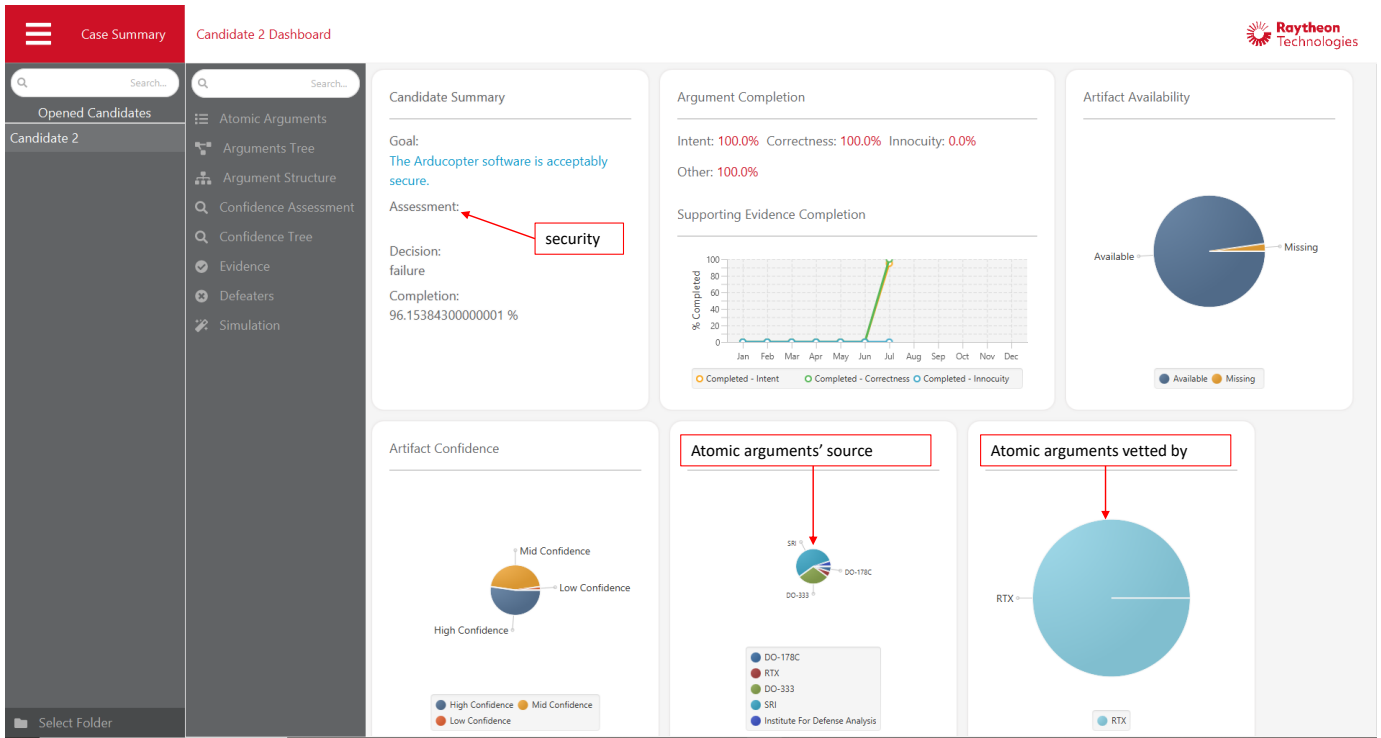 Case Summary
Candidate 2 Dashboard
Raytheon
Technologies
Search...
Opened Candidates
Candidate 2
Select Folder
Search...
Atomic Arguments
Arguments Tree
Argument Structure
Confidence Assessment
Confidence Tree
Evidence
Defeaters
Simulation
Candidate Summary
Goal:
The Arducopter software is acceptably
secure.
Assessment:
security
Decision:
failure
Completion:
96.15384300000001 %
Argument Completion
Intent: 100.0% Correctness: 100.0% Innocuity: 0.0%
Other: 100.0%
Supporting Evidence Completion
% Completed
100
80
60
40
20
0
Jan Feb Mar Apr May Jun Jul Aug Sep Oct Nov Dec
Completed - Intent Completed - Correctness Completed - Innocuity
Artifact Availability
Available
Missing
Available Missing
Artifact Confidence
Mid Confidence
Low Confidence
High Confidence
High Confidence Mid Confidence
Low Confidence
Atomic arguments' source
SRI
DO-178C
DO-333
DO-178C
RTX
DO-333
SRI
Institute For Defense Analysis
Atomic arguments vetted by
RTX
RTX